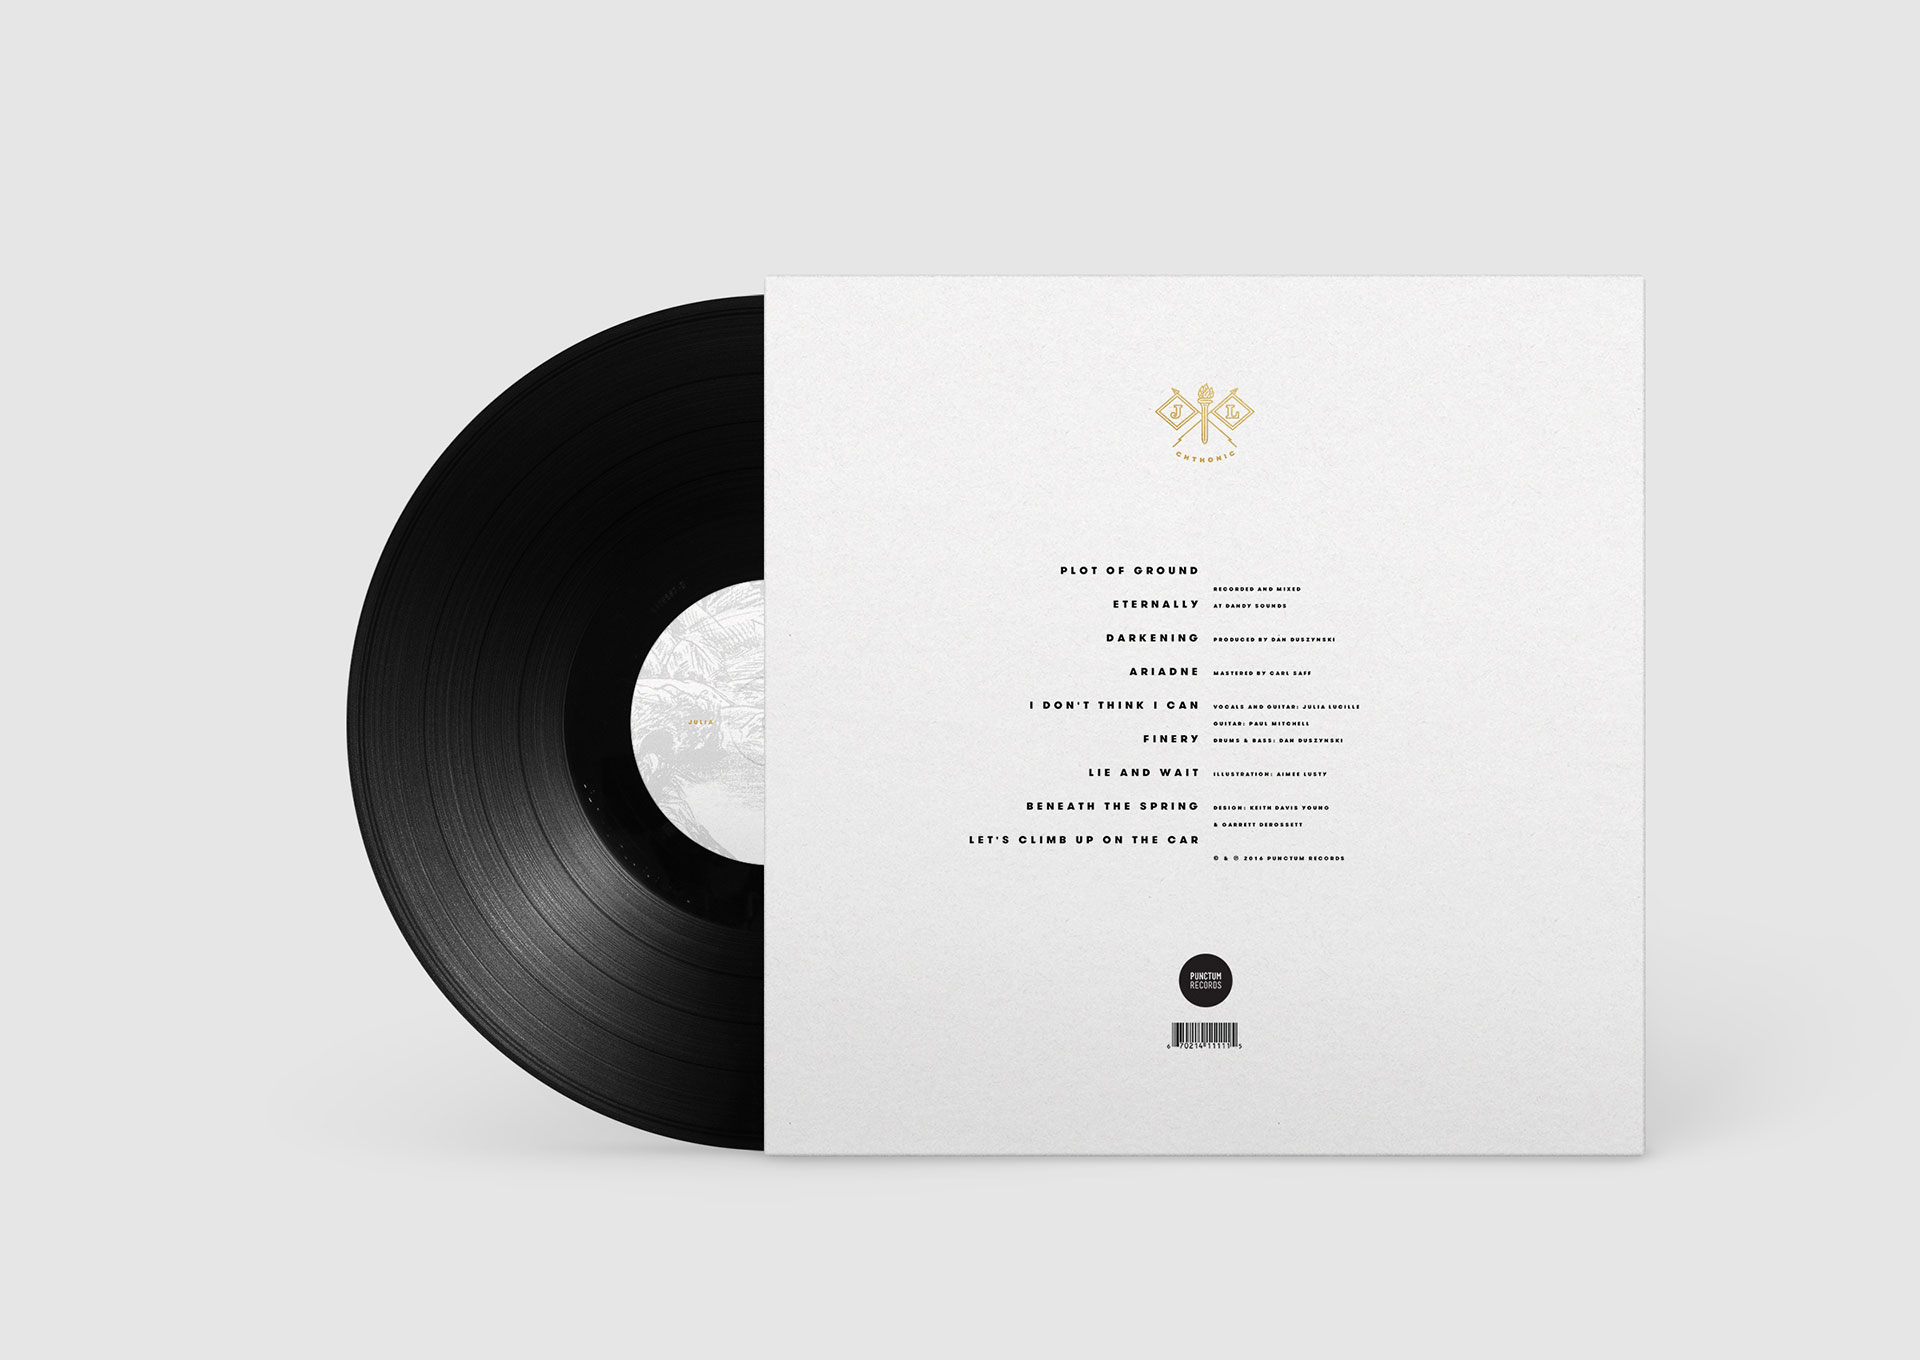 J L
CHTHONIC
PLOT OF GROUND
ETERNALLY
DARKENING
ARIADNE
I DON'T THINK I CAN
FINERY
LIE AND WAIT
BENEATH THE SPRING
LET'S CLIMB UP ON THE CAR
RECORDED AND MIXED
AT DANDY SOUNDS
PRODUCED BY DAN DUSZYNSKI
MASTERED BY CARL SAFF
VOCALS AND GUITAR: JULIA LUCILLE
GUITAR: PAUL MITCHELL
DRUMS & BASS: DAN DUSZYNSKI
ILLUSTRATION: AIMEE LUSTY
DESIGN: KEITH DAVIS YOUNG
& GARRETT DEROSSETT
© & ℗ 2016 PUNCTUM RECORDS
JULIA
PUNCTUM
RECORDS
6 70214 11111 5